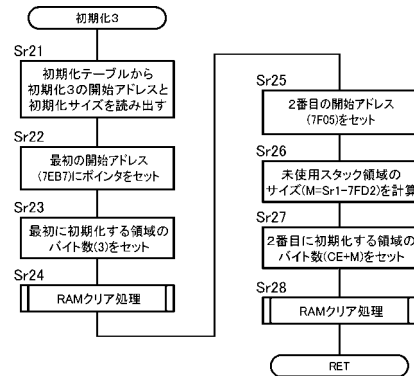 初期化3
Sr21
初期化テーブルから
初期化3の開始アドレスと
初期化サイズを読み出す
Sr22
最初の開始アドレス
(7EB7)にポインタをセット
Sr23
最初に初期化する領域の
バイト数(3)をセット
Sr24
RAMクリア処理
Sr25
2番目の開始アドレス
(7F05)をセット
Sr26
未使用スタック領域の
サイズ(M=Sr1-7FD2)を計算
Sr27
2番目に初期化する領域の
バイト数(CE+M)をセット
Sr28
RAMクリア処理
RET